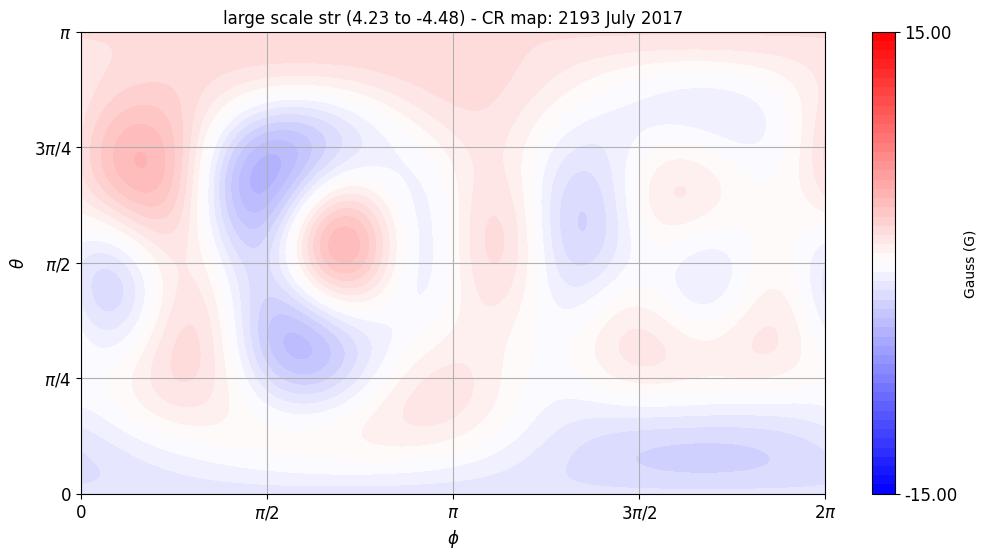 large scale str (4.23 to -4.48) - CR map: 2193 July 2017
π
3π/4
π/2
π/4
0
θ
0
π/2
π
3π/2
2π
ϕ
15.00
-15.00
Gauss (G)